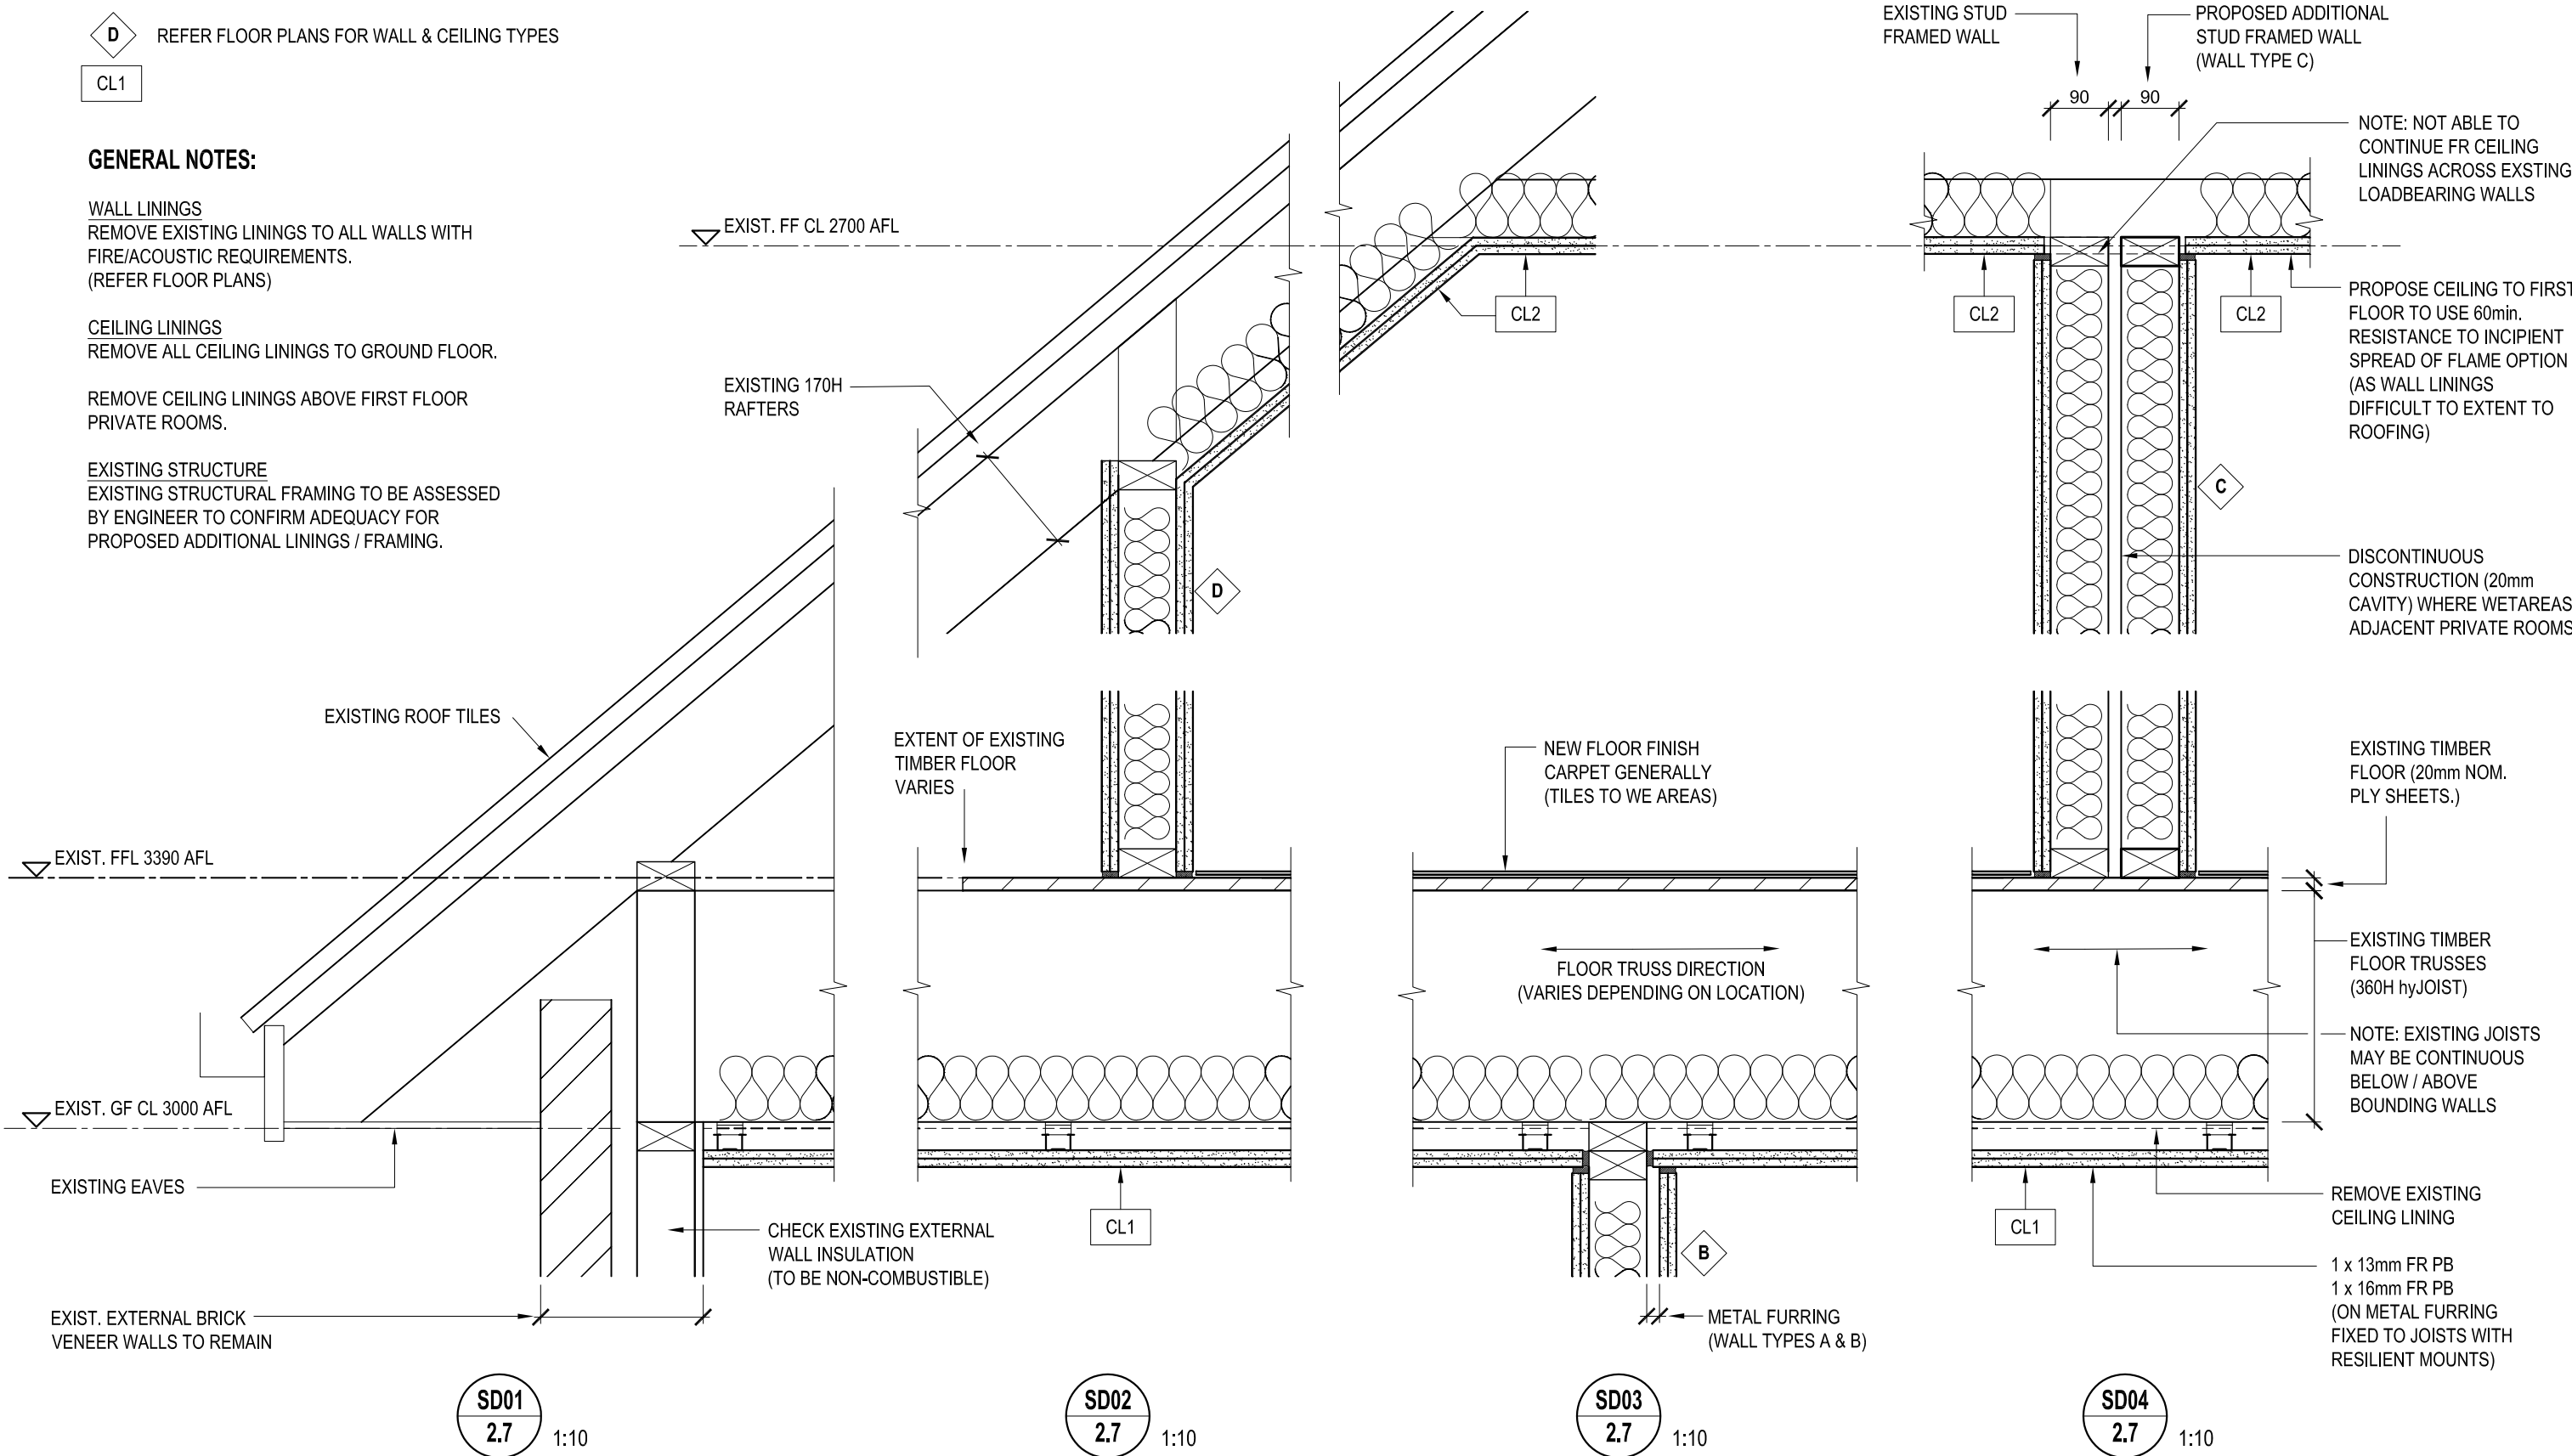 D
REFER FLOOR PLANS FOR WALL & CEILING TYPES
CL1
GENERAL NOTES:
WALL LININGS
REMOVE EXISTING LININGS TO ALL WALLS WITH
FIRE/ACOUSTIC REQUIREMENTS.
(REFER FLOOR PLANS)
CEILING LININGS
REMOVE ALL CEILING LININGS TO GROUND FLOOR.
REMOVE CEILING LININGS ABOVE FIRST FLOOR
PRIVATE ROOMS.
EXISTING STRUCTURE
EXISTING STRUCTURAL FRAMING TO BE ASSESSED
BY ENGINEER TO CONFIRM ADEQUACY FOR
PROPOSED ADDITIONAL LININGS / FRAMING.
EXIST. FF CL 2700 AFL
EXISTING 170H
RAFTERS
EXISTING ROOF TILES
EXIST. FFL 3390 AFL
EXIST. GF CL 3000 AFL
EXISTING EAVES
EXIST. EXTERNAL BRICK
VENEER WALLS TO REMAIN
CHECK EXISTING EXTERNAL
WALL INSULATION
(TO BE NON-COMBUSTIBLE)
SD01
2.7
1:10
CL2
D
EXTENT OF EXISTING
TIMBER FLOOR
VARIES
CL1
SD02
2.7
1:10
NEW FLOOR FINISH
CARPET GENERALLY
(TILES TO WE AREAS)
FLOOR TRUSS DIRECTION
(VARIES DEPENDING ON LOCATION)
B
METAL FURRING
(WALL TYPES A & B)
SD03
2.7
1:10
EXISTING STUD
FRAMED WALL
PROPOSED ADDITIONAL
STUD FRAMED WALL
(WALL TYPE C)
90
90
NOTE: NOT ABLE TO
CONTINUE FR CEILING
LININGS ACROSS EXSTING
LOADBEARING WALLS
CL2
CL2
PROPOSE CEILING TO FIRST
FLOOR TO USE 60min.
RESISTANCE TO INCIPIENT
SPREAD OF FLAME OPTION
(AS WALL LININGS
DIFFICULT TO EXTENT TO
ROOFING)
C
DISCONTINUOUS
CONSTRUCTION (20mm
CAVITY) WHERE WETAREAS
ADJACENT PRIVATE ROOMS
EXISTING TIMBER
FLOOR (20mm NOM.
PLY SHEETS.)
EXISTING TIMBER
FLOOR TRUSSES
(360H hyJOIST)
NOTE: EXISTING JOISTS
MAY BE CONTINUOUS
BELOW / ABOVE
BOUNDING WALLS
REMOVE EXISTING
CEILING LINING
CL1
1 x 13mm FR PB
1 x 16mm FR PB
(ON METAL FURRING
FIXED TO JOISTS WITH
RESILIENT MOUNTS)
SD04
2.7
1:10